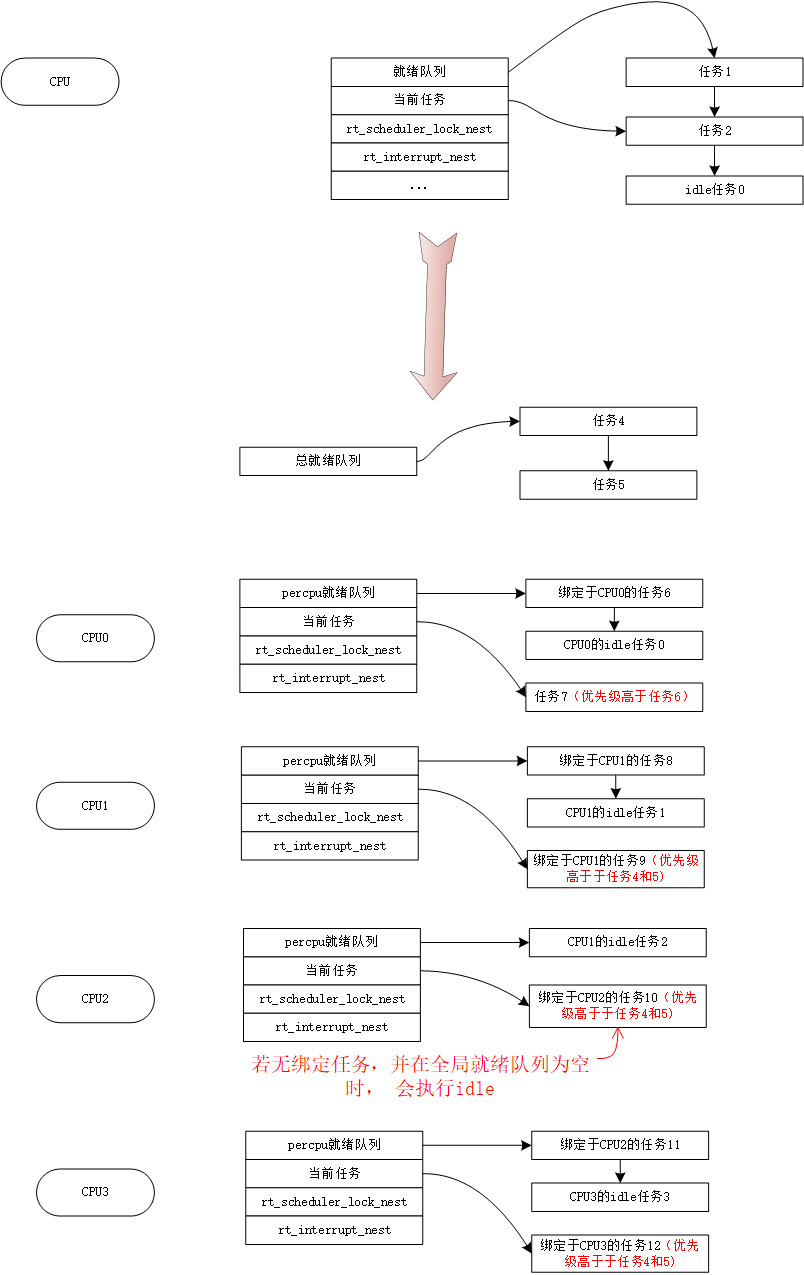 CPU
就绪队列
当前任务
rt_scheduler_lock_nest
rt_interrupt_nest
...
任务1
任务2
idle任务0
总就绪队列
任务4
任务5
CPU0
percpu就绪队列
当前任务
rt_scheduler_lock_nest
rt_interrupt_nest
绑定于CPU0的任务6
CPU0的idle任务0
任务7（优先级高于任务6）
CPU1
percpu就绪队列
当前任务
rt_scheduler_lock_nest
rt_interrupt_nest
绑定于CPU1的任务8
CPU1的idle任务1
绑定于CPU1的任务9（优先级
高于于任务4和5）
CPU2
percpu就绪队列
当前任务
rt_scheduler_lock_nest
rt_interrupt_nest
CPU1的idle任务2
绑定于CPU2的任务10（优先
级高于于任务4和5）
若无绑定任务，并在全局就绪队列为空
时， 会执行idle
CPU3
percpu就绪队列
当前任务
rt_scheduler_lock_nest
rt_interrupt_nest
绑定于CPU2的任务11
CPU3的idle任务3
绑定于CPU3的任务12（优先
级高于于任务4和5）